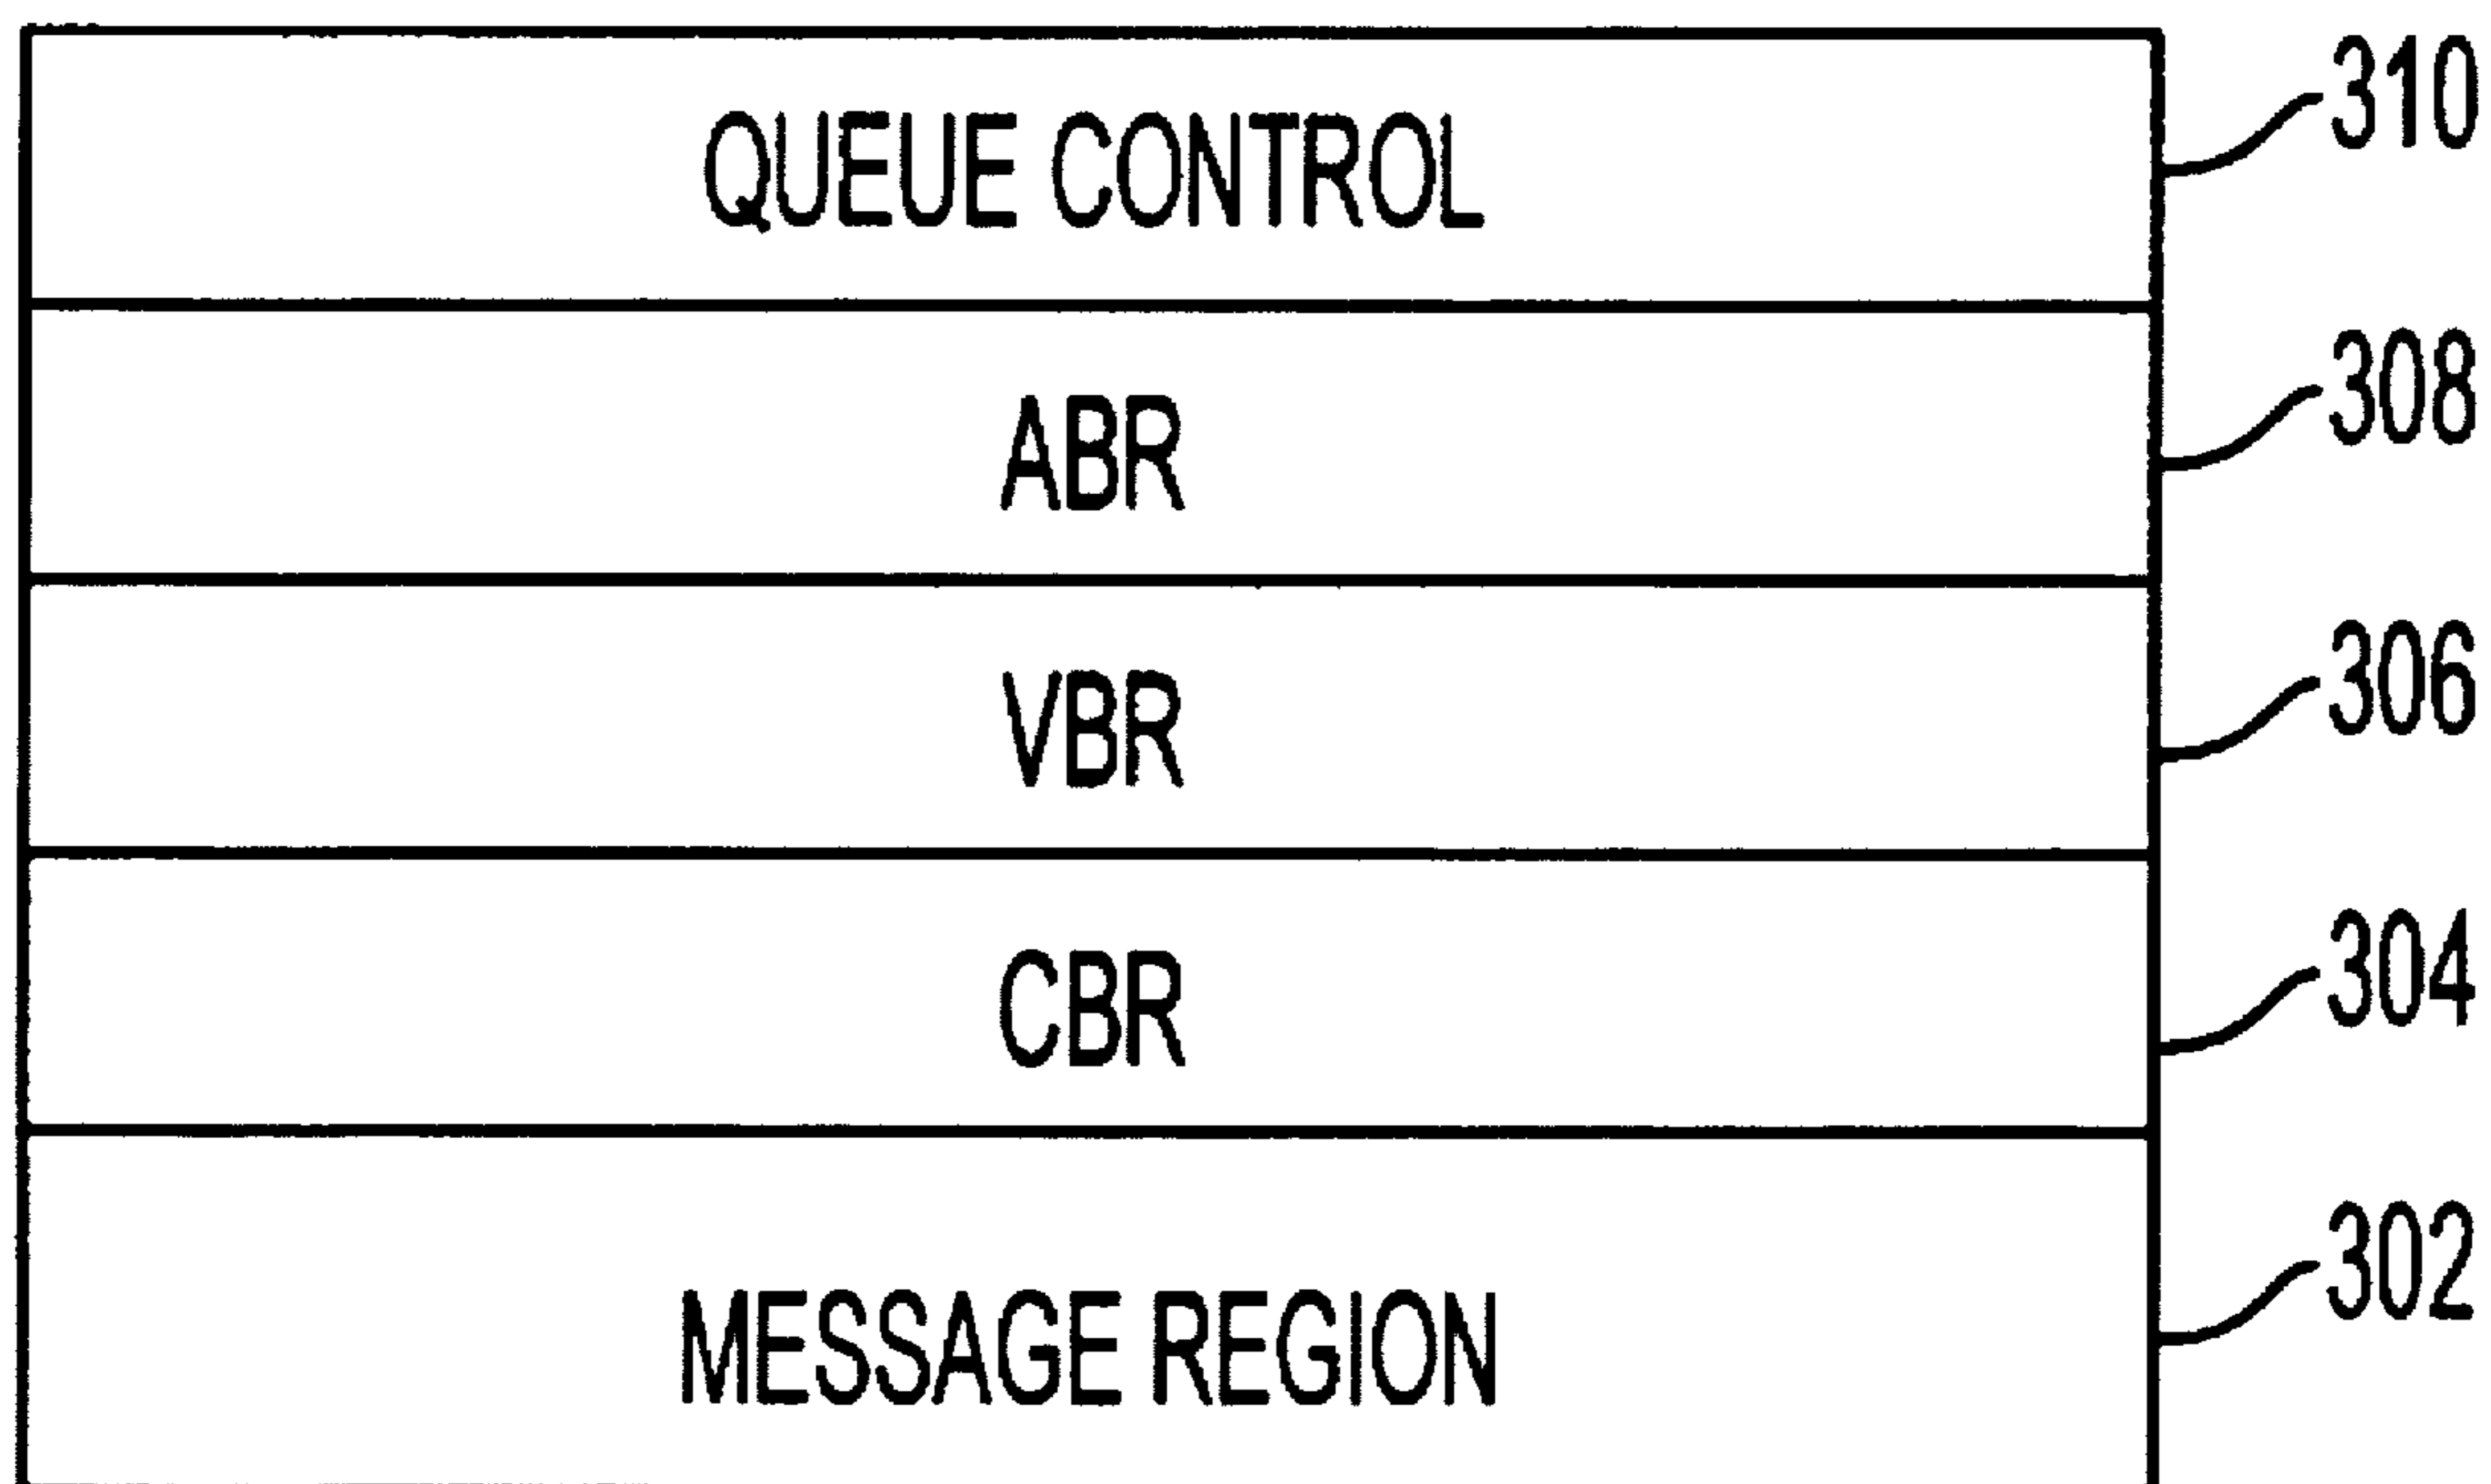 QUEUE CONTROL 310
ABR 308
VBR 306
CBR 304
MESSAGE REGION 302